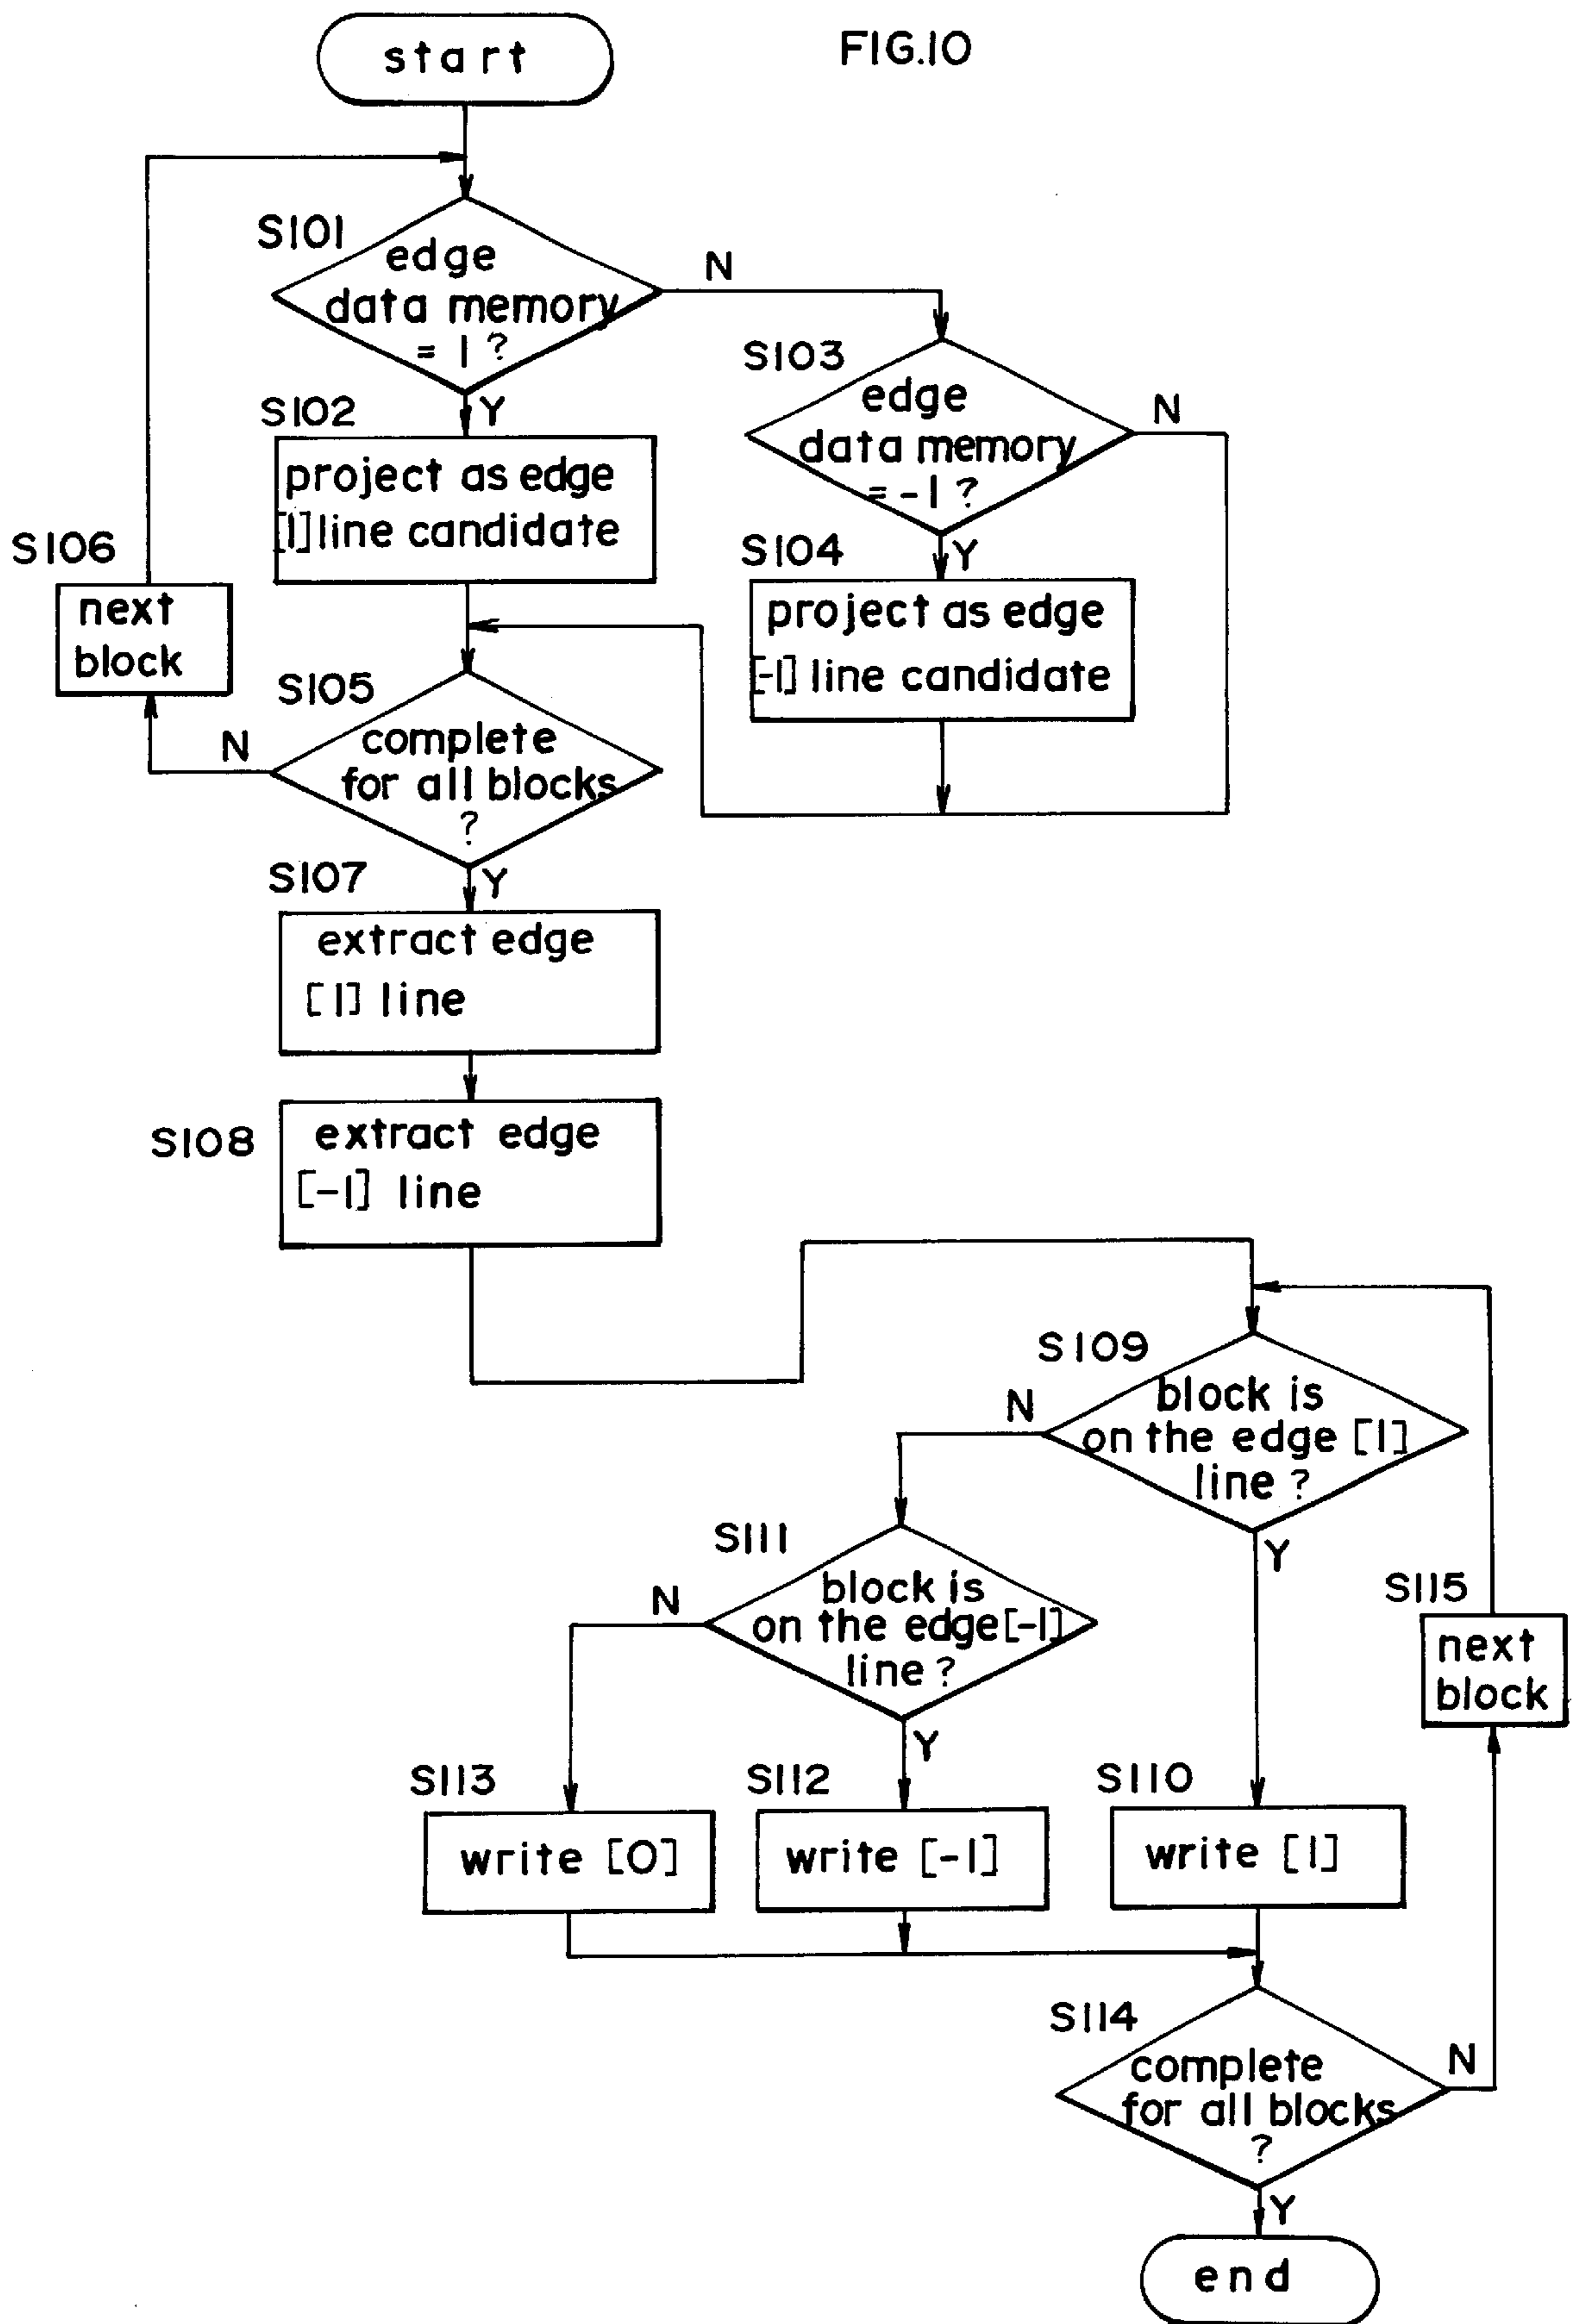 FIG.10
start
S101
edge
data memory
= 1 ?
N
Y
S103
edge
data memory
= -1 ?
N
Y
S102
project as edge
[1] line candidate
S104
project as edge
[-1] line candidate
S106
next
block
S105
complete
for all blocks
?
N
Y
S107
extract edge
[1] line
S108
extract edge
[-1] line
S109
block is
on the edge [1]
line ?
N
Y
S111
block is
on the edge [-1]
line ?
N
Y
S115
next
block
S113
write [0]
S112
write [-1]
S110
write [1]
S114
complete
for all blocks
?
N
Y
end